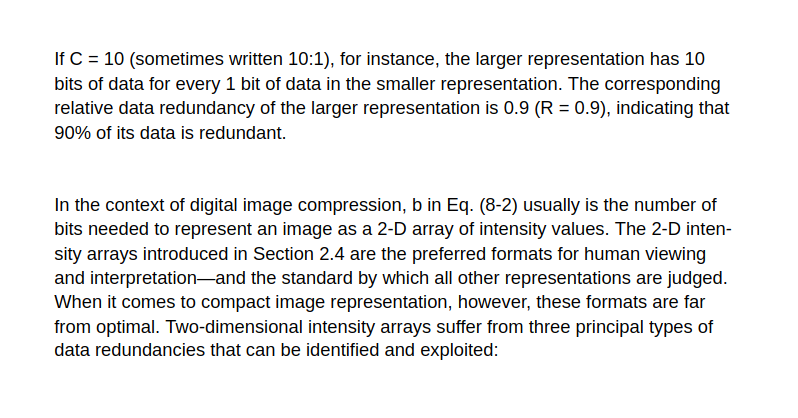 If C = 10 (sometimes written 10:1), for instance, the larger representation has 10
bits of data for every 1 bit of data in the smaller representation. The corresponding
relative data redundancy of the larger representation is 0.9 (R = 0.9), indicating that
90% of its data is redundant.
In the context of digital image compression, b in Eq. (8-2) usually is the number of
bits needed to represent an image as a 2-D array of intensity values. The 2-D inten-
sity arrays introduced in Section 2.4 are the preferred formats for human viewing
and interpretation—and the standard by which all other representations are judged.
When it comes to compact image representation, however, these formats are far
from optimal. Two-dimensional intensity arrays suffer from three principal types of
data redundancies that can be identified and exploited: